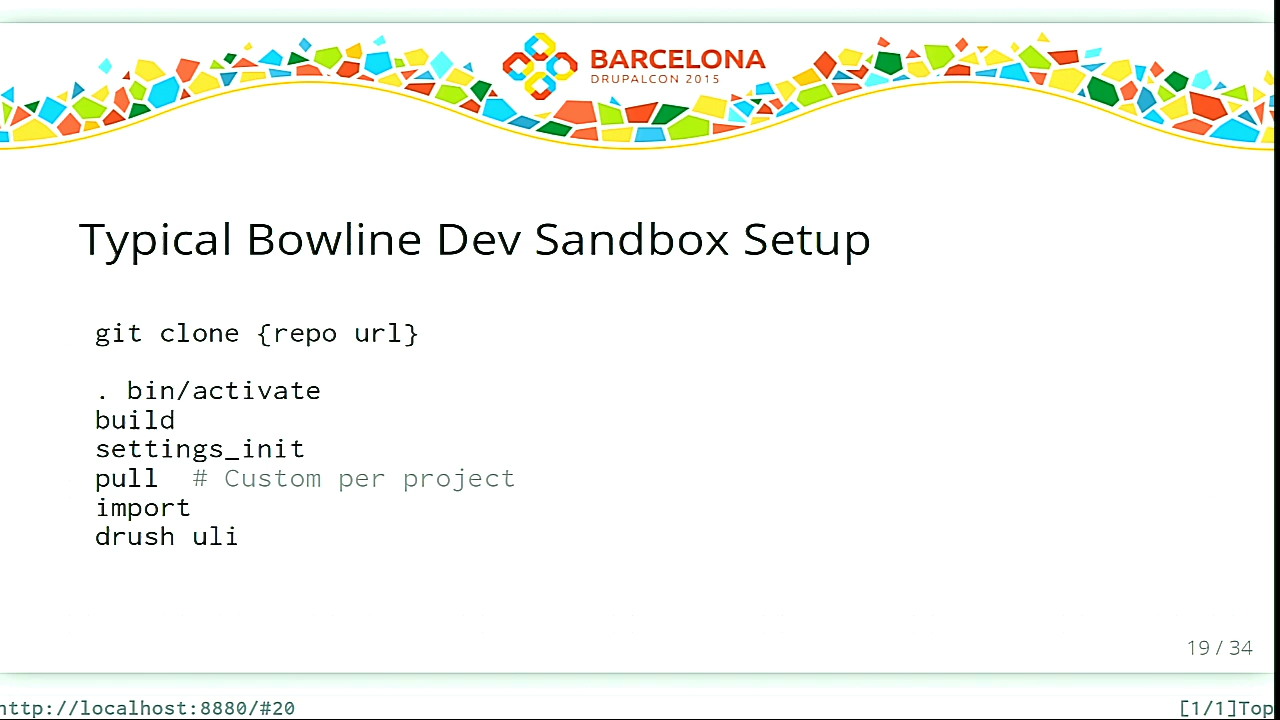 BARCELONA
DRUPALCON 2015
Typical Bowline Dev Sandbox Setup
git clone {repo url}
. bin/activate
build
settings_init
pull  # Custom per project
import
drush uli
19 / 34
http://localhost:8880/#20
[1/1]Top